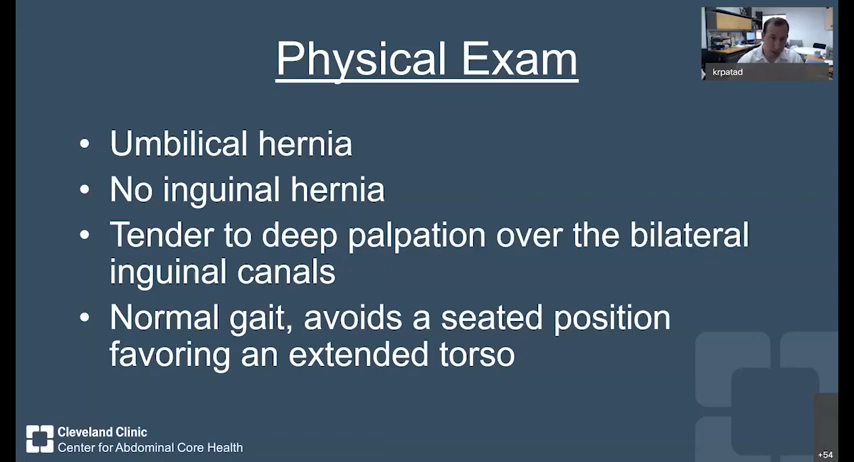 Physical Exam
krpatad
• Umbilical hernia
• No inguinal hernia
• Tender to deep palpation over the bilateral
inguinal canals
• Normal gait, avoids a seated position
favoring an extended torso
Cleveland Clinic
Center for Abdominal Core Health
+54